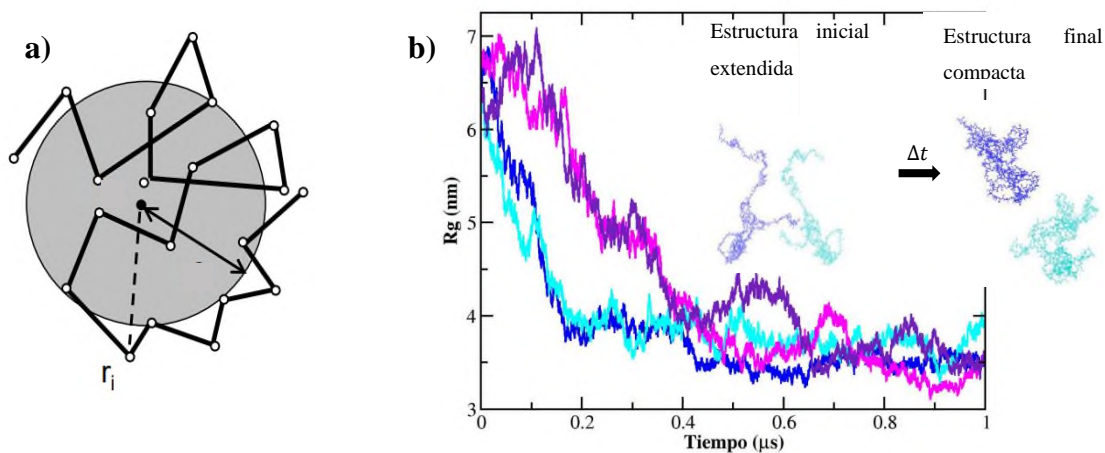 a)
r_i
b)
Rg (nm)
7
6
5
4
3
0
0.2
0.4
0.6
0.8
1
Tiempo (µs)
Estructura inicial
extendida
Δt
Estructura final
compacta